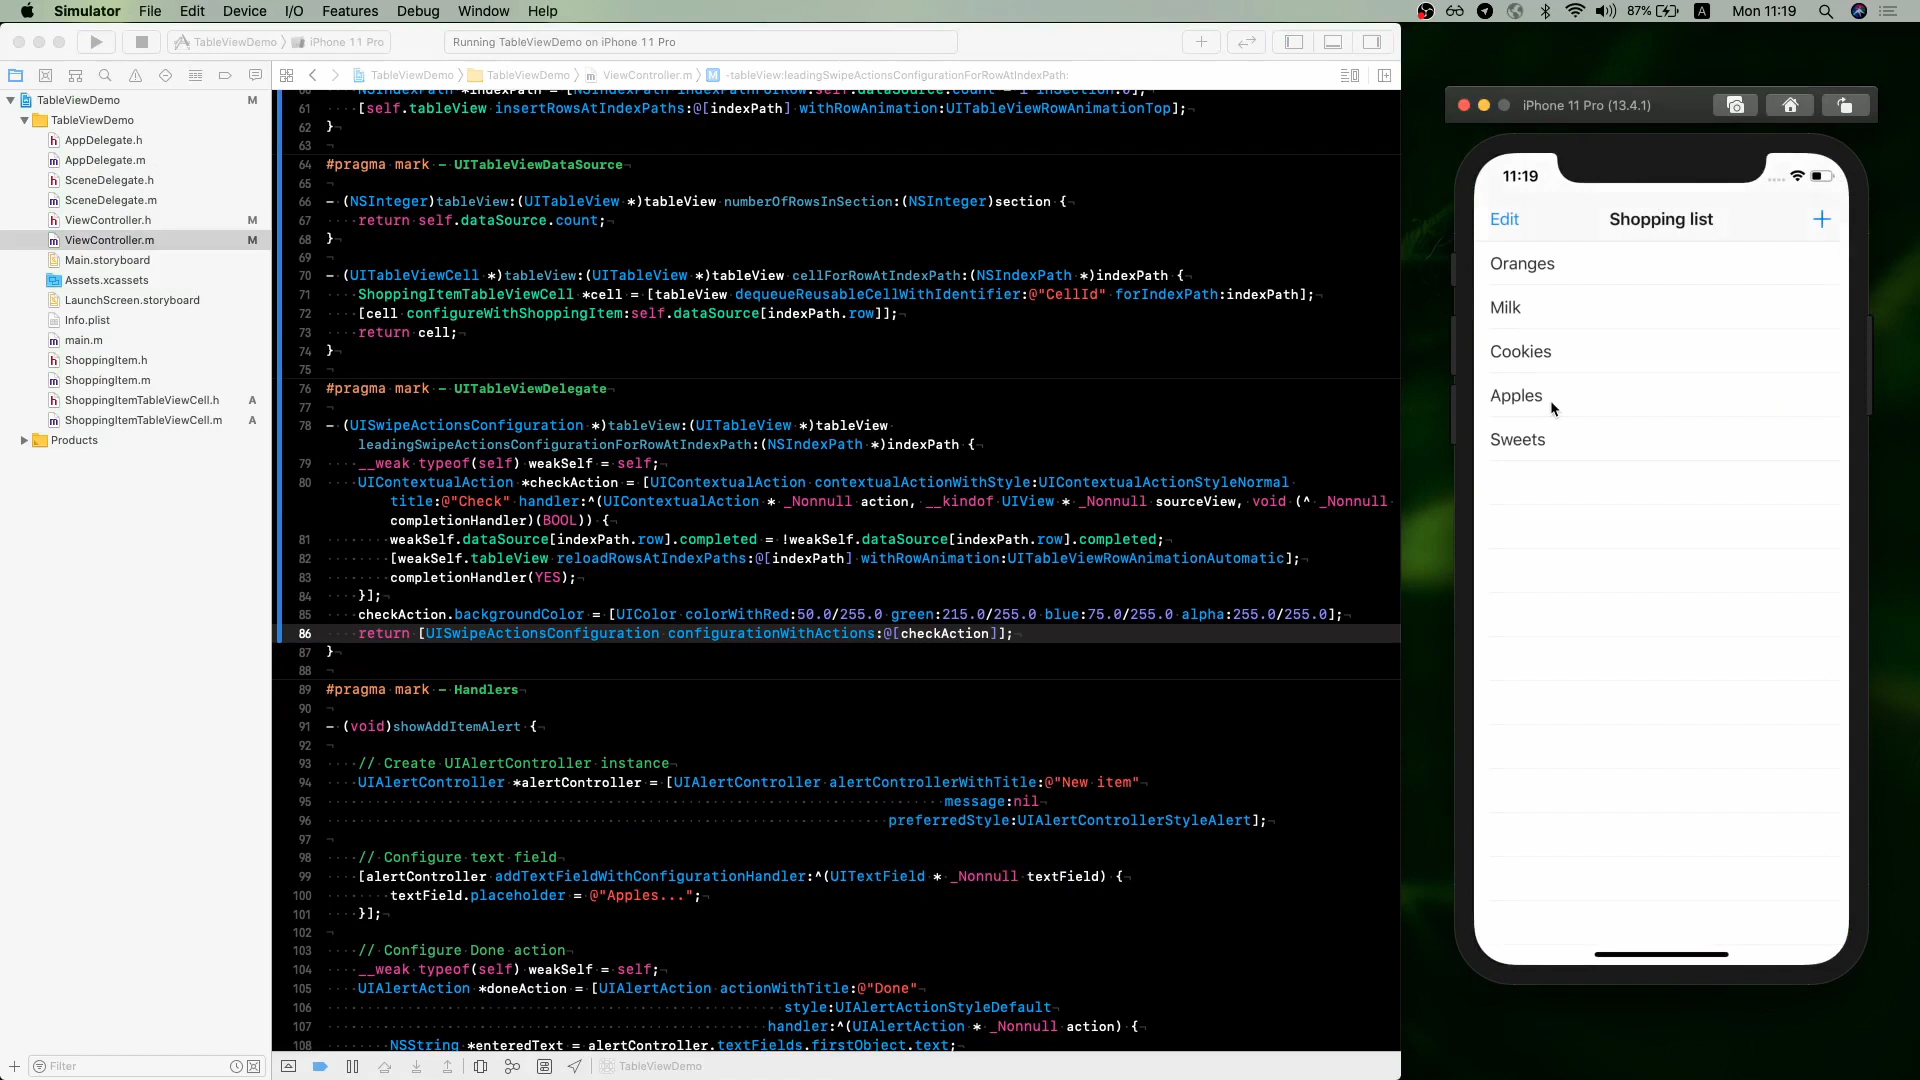 Simulator File Edit Device I/O Features Debug Window Help
87% A Mon 11:19
TableViewDemo iPhone 11 Pro
Running TableViewDemo on iPhone 11 Pro
TableViewDemo TableViewDemo ViewController.m M -tableView:leadingSwipeActionsConfigurationForRowAtIndexPath:
TableViewDemo M
TableViewDemo
h AppDelegate.h
m AppDelegate.m
h SceneDelegate.h
m SceneDelegate.m
h ViewController.h M
m ViewController.m M
Main.storyboard
Assets.xcassets
LaunchScreen.storyboard
Info.plist
m main.m
h ShoppingItem.h
m ShoppingItem.m
h ShoppingItemTableViewCell.h A
m ShoppingItemTableViewCell.m A
Products
Filter
61 [self.tableView insertRowsAtIndexPaths:@[indexPath] withRowAnimation:UITableViewRowAnimationTop];
62 }
63
64 #pragma mark - UITableViewDataSource
65
66 - (NSInteger)tableView:(UITableView *)tableView numberOfRowsInSection:(NSInteger)section {
67 return self.dataSource.count;
68 }
69
70 - (UITableViewCell *)tableView:(UITableView *)tableView cellForRowAtIndexPath:(NSIndexPath *)indexPath {
71 ShoppingItemTableViewCell *cell = [tableView dequeueReusableCellWithIdentifier:@"CellId" forIndexPath:indexPath];
72 [cell configureWithShoppingItem:self.dataSource[indexPath.row]];
73 return cell;
74 }
75
76 #pragma mark - UITableViewDelegate
77
78 - (UISwipeActionsConfiguration *)tableView:(UITableView *)tableView
leadingSwipeActionsConfigurationForRowAtIndexPath:(NSIndexPath *)indexPath {
79 __weak typeof(self) weakSelf = self;
80 UIContextualAction *checkAction = [UIContextualAction contextualActionWithStyle:UIContextualActionStyleNormal
title:@"Check" handler:^(UIContextualAction * _Nonnull action, __kindof UIView * _Nonnull sourceView, void (^ _Nonnull
completionHandler)(BOOL)) {
81 weakSelf.dataSource[indexPath.row].completed = !weakSelf.dataSource[indexPath.row].completed;
82 [weakSelf.tableView reloadRowsAtIndexPaths:@[indexPath] withRowAnimation:UITableViewRowAnimationAutomatic];
83 completionHandler(YES);
84 }];
85 checkAction.backgroundColor = [UIColor colorWithRed:50.0/255.0 green:215.0/255.0 blue:75.0/255.0 alpha:255.0/255.0];
86 return [UISwipeActionsConfiguration configurationWithActions:@[checkAction]];
87 }
88
89 #pragma mark - Handlers
90
91 - (void)showAddItemAlert {
92
93 // Create UIAlertController instance
94 UIAlertController *alertController = [UIAlertController alertControllerWithTitle:@"New item"
95 message:nil
96 preferredStyle:UIAlertControllerStyleAlert];
97
98 // Configure text field
99 [alertController addTextFieldWithConfigurationHandler:^(UITextField * _Nonnull textField) {
100 textField.placeholder = @"Apples...";
101 }];
102
103 // Configure Done action
104 __weak typeof(self) weakSelf = self;
105 UIAlertAction *doneAction = [UIAlertAction actionWithTitle:@"Done"
106 style:UIAlertActionStyleDefault
107 handler:^(UIAlertAction * _Nonnull action) {
108 NSString *enteredText = alertController.textFields.firstObject.text;
TableViewDemo
iPhone 11 Pro (13.4.1)
11:19
Edit Shopping list
Oranges
Milk
Cookies
Apples
Sweets